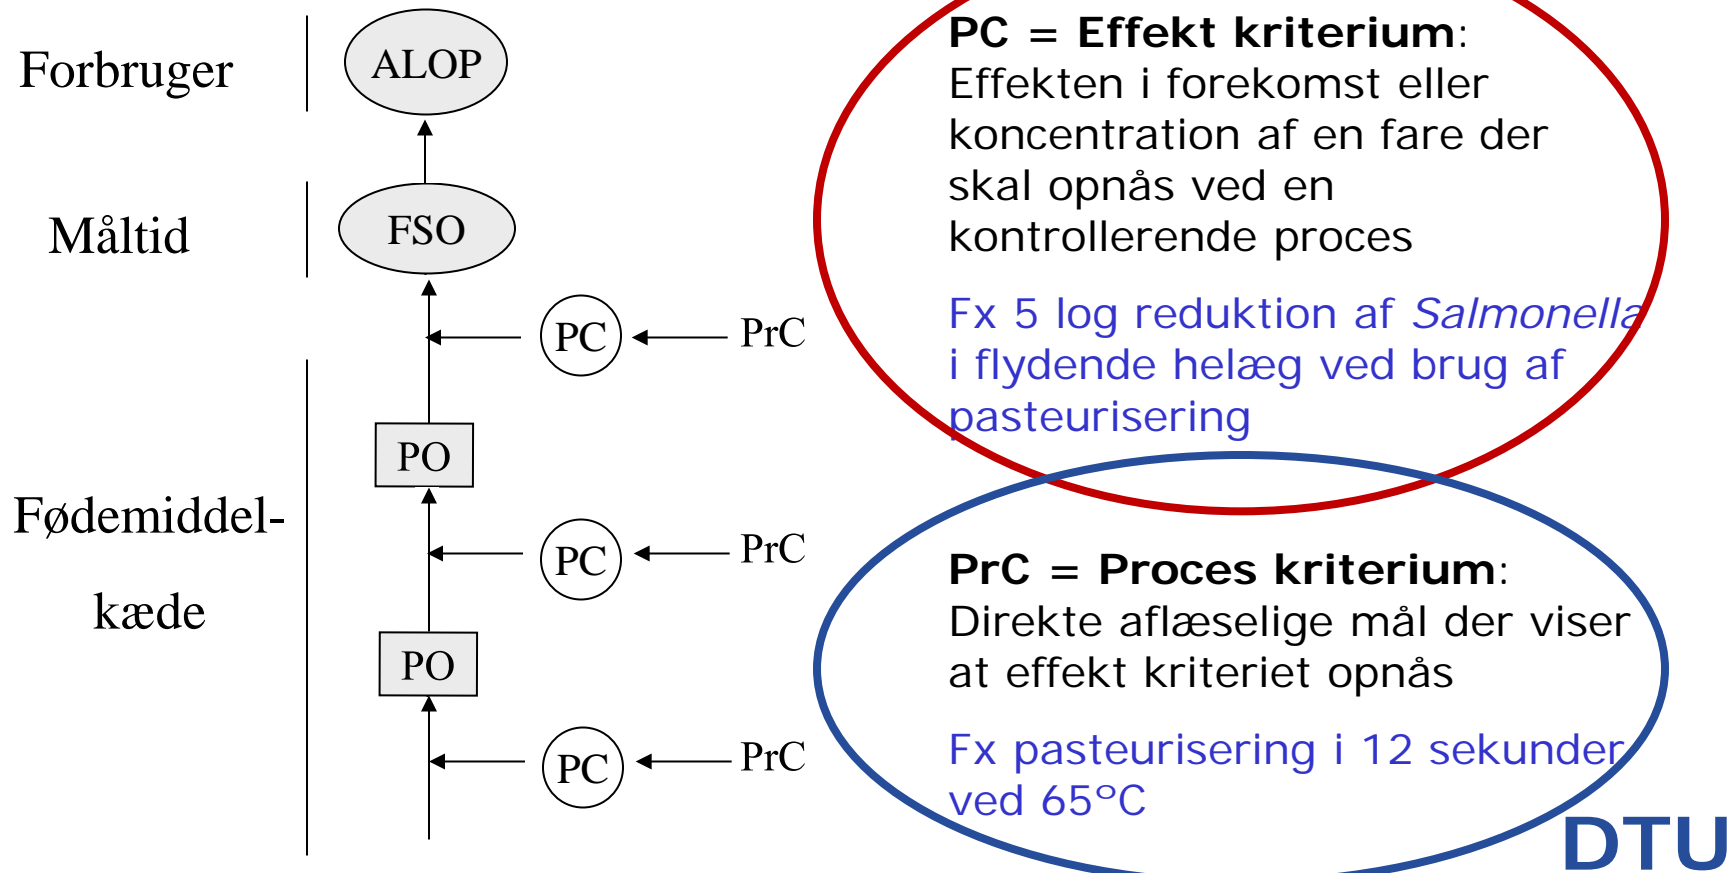 Forbruger
ALOP
Måltid
FSO
PC
PrC
PO
Fødemiddel-
kæde
PC
PrC
PO
PC
PrC
PC = Effekt kriterium:
Effekten i forekomst eller
koncentration af en fare der
skal opnås ved en
kontrollerende proces
Fx 5 log reduktion af Salmonella
i flydende helæg ved brug af
pasteurisering
PrC = Proces kriterium:
Direkte aflæselige mål der viser
at effekt kriteriet opnås
Fx pasteurisering i 12 sekunder
ved 65°C
DTU